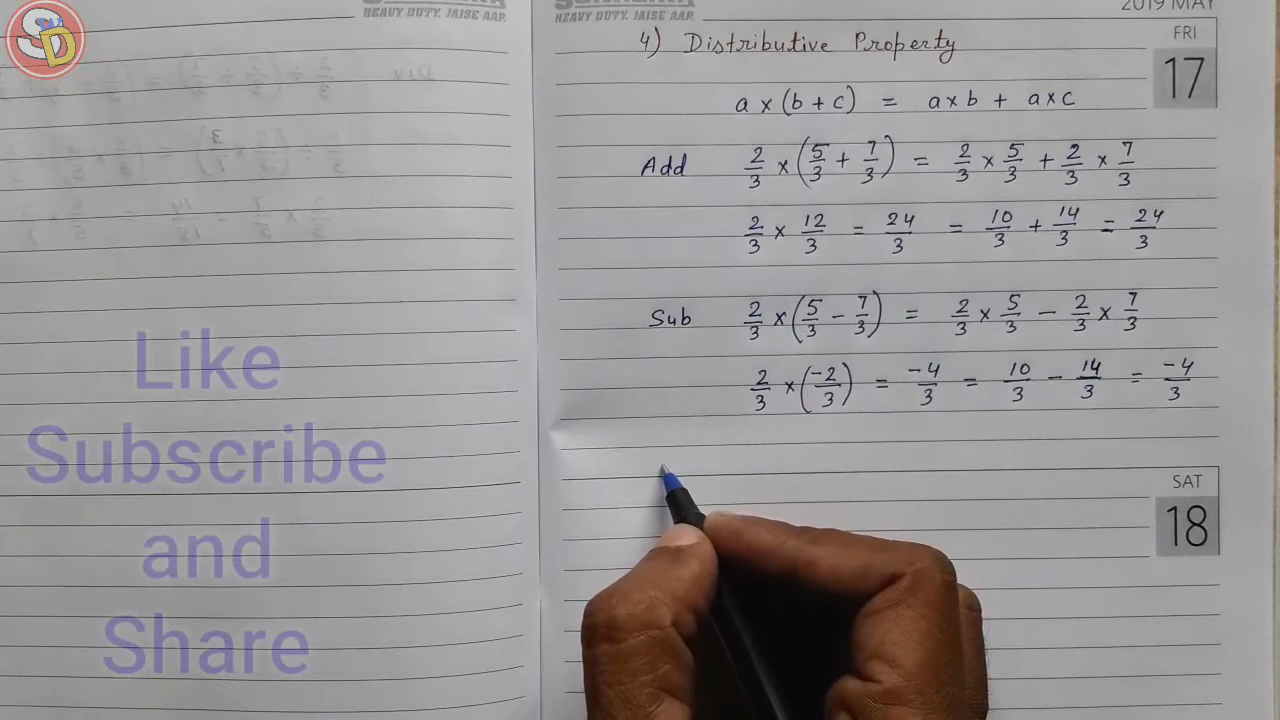 SD
HEAVY DUTY. JAISE AAP.
HEAVY DUTY. JAISE AAP.
2019 MAY
FRI
17
4) Distributive Property
a × (b + c) = a×b + a×c
Add 2/3 × (5/3 + 7/3) = 2/3 × 5/3 + 2/3 × 7/3
2/3 × 12/3 = 24/3 = 10/3 + 14/3 = 24/3
Sub 2/3 × (5/3 − 7/3) = 2/3 × 5/3 − 2/3 × 7/3
2/3 × (−2/3) = −4/3 = 10/3 − 14/3 = −4/3
SAT
18
Like
Subscribe
and
Share